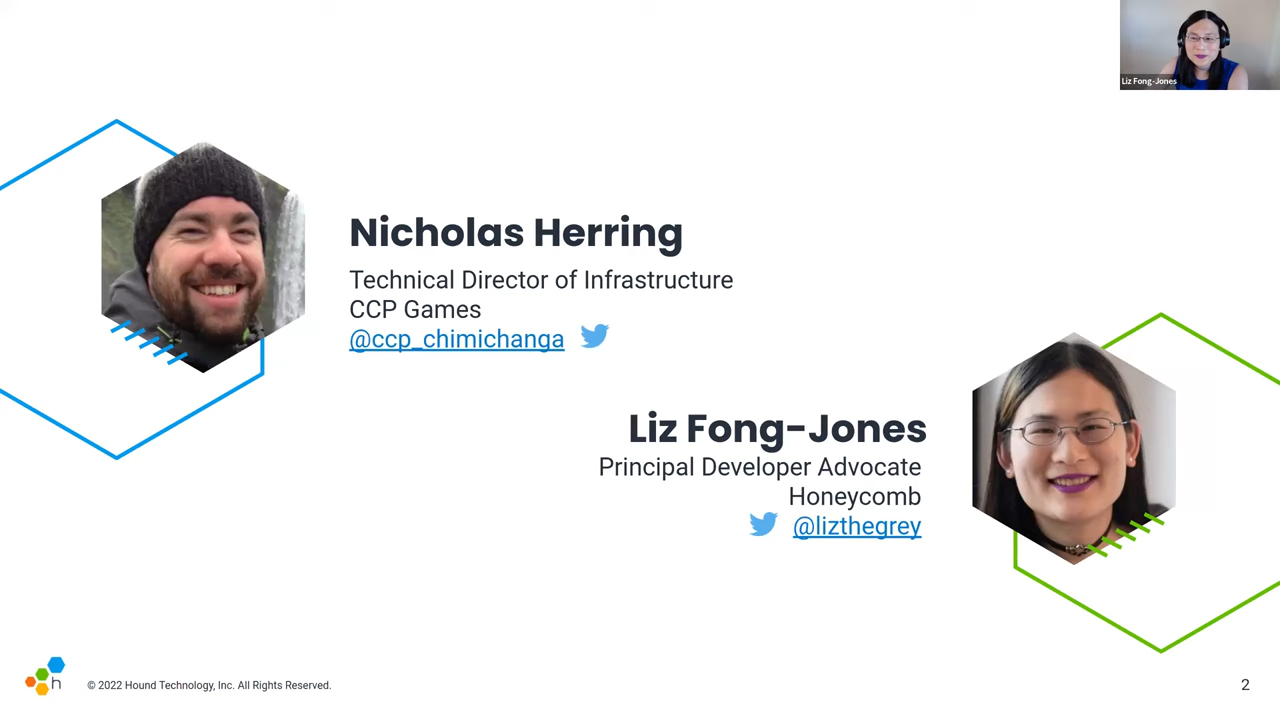 Liz Fong-Jones
Nicholas Herring
Technical Director of Infrastructure
CCP Games
@ccp_chimichanga
Liz Fong-Jones
Principal Developer Advocate
Honeycomb
@lizthegrey
h
© 2022 Hound Technology, Inc. All Rights Reserved.
2